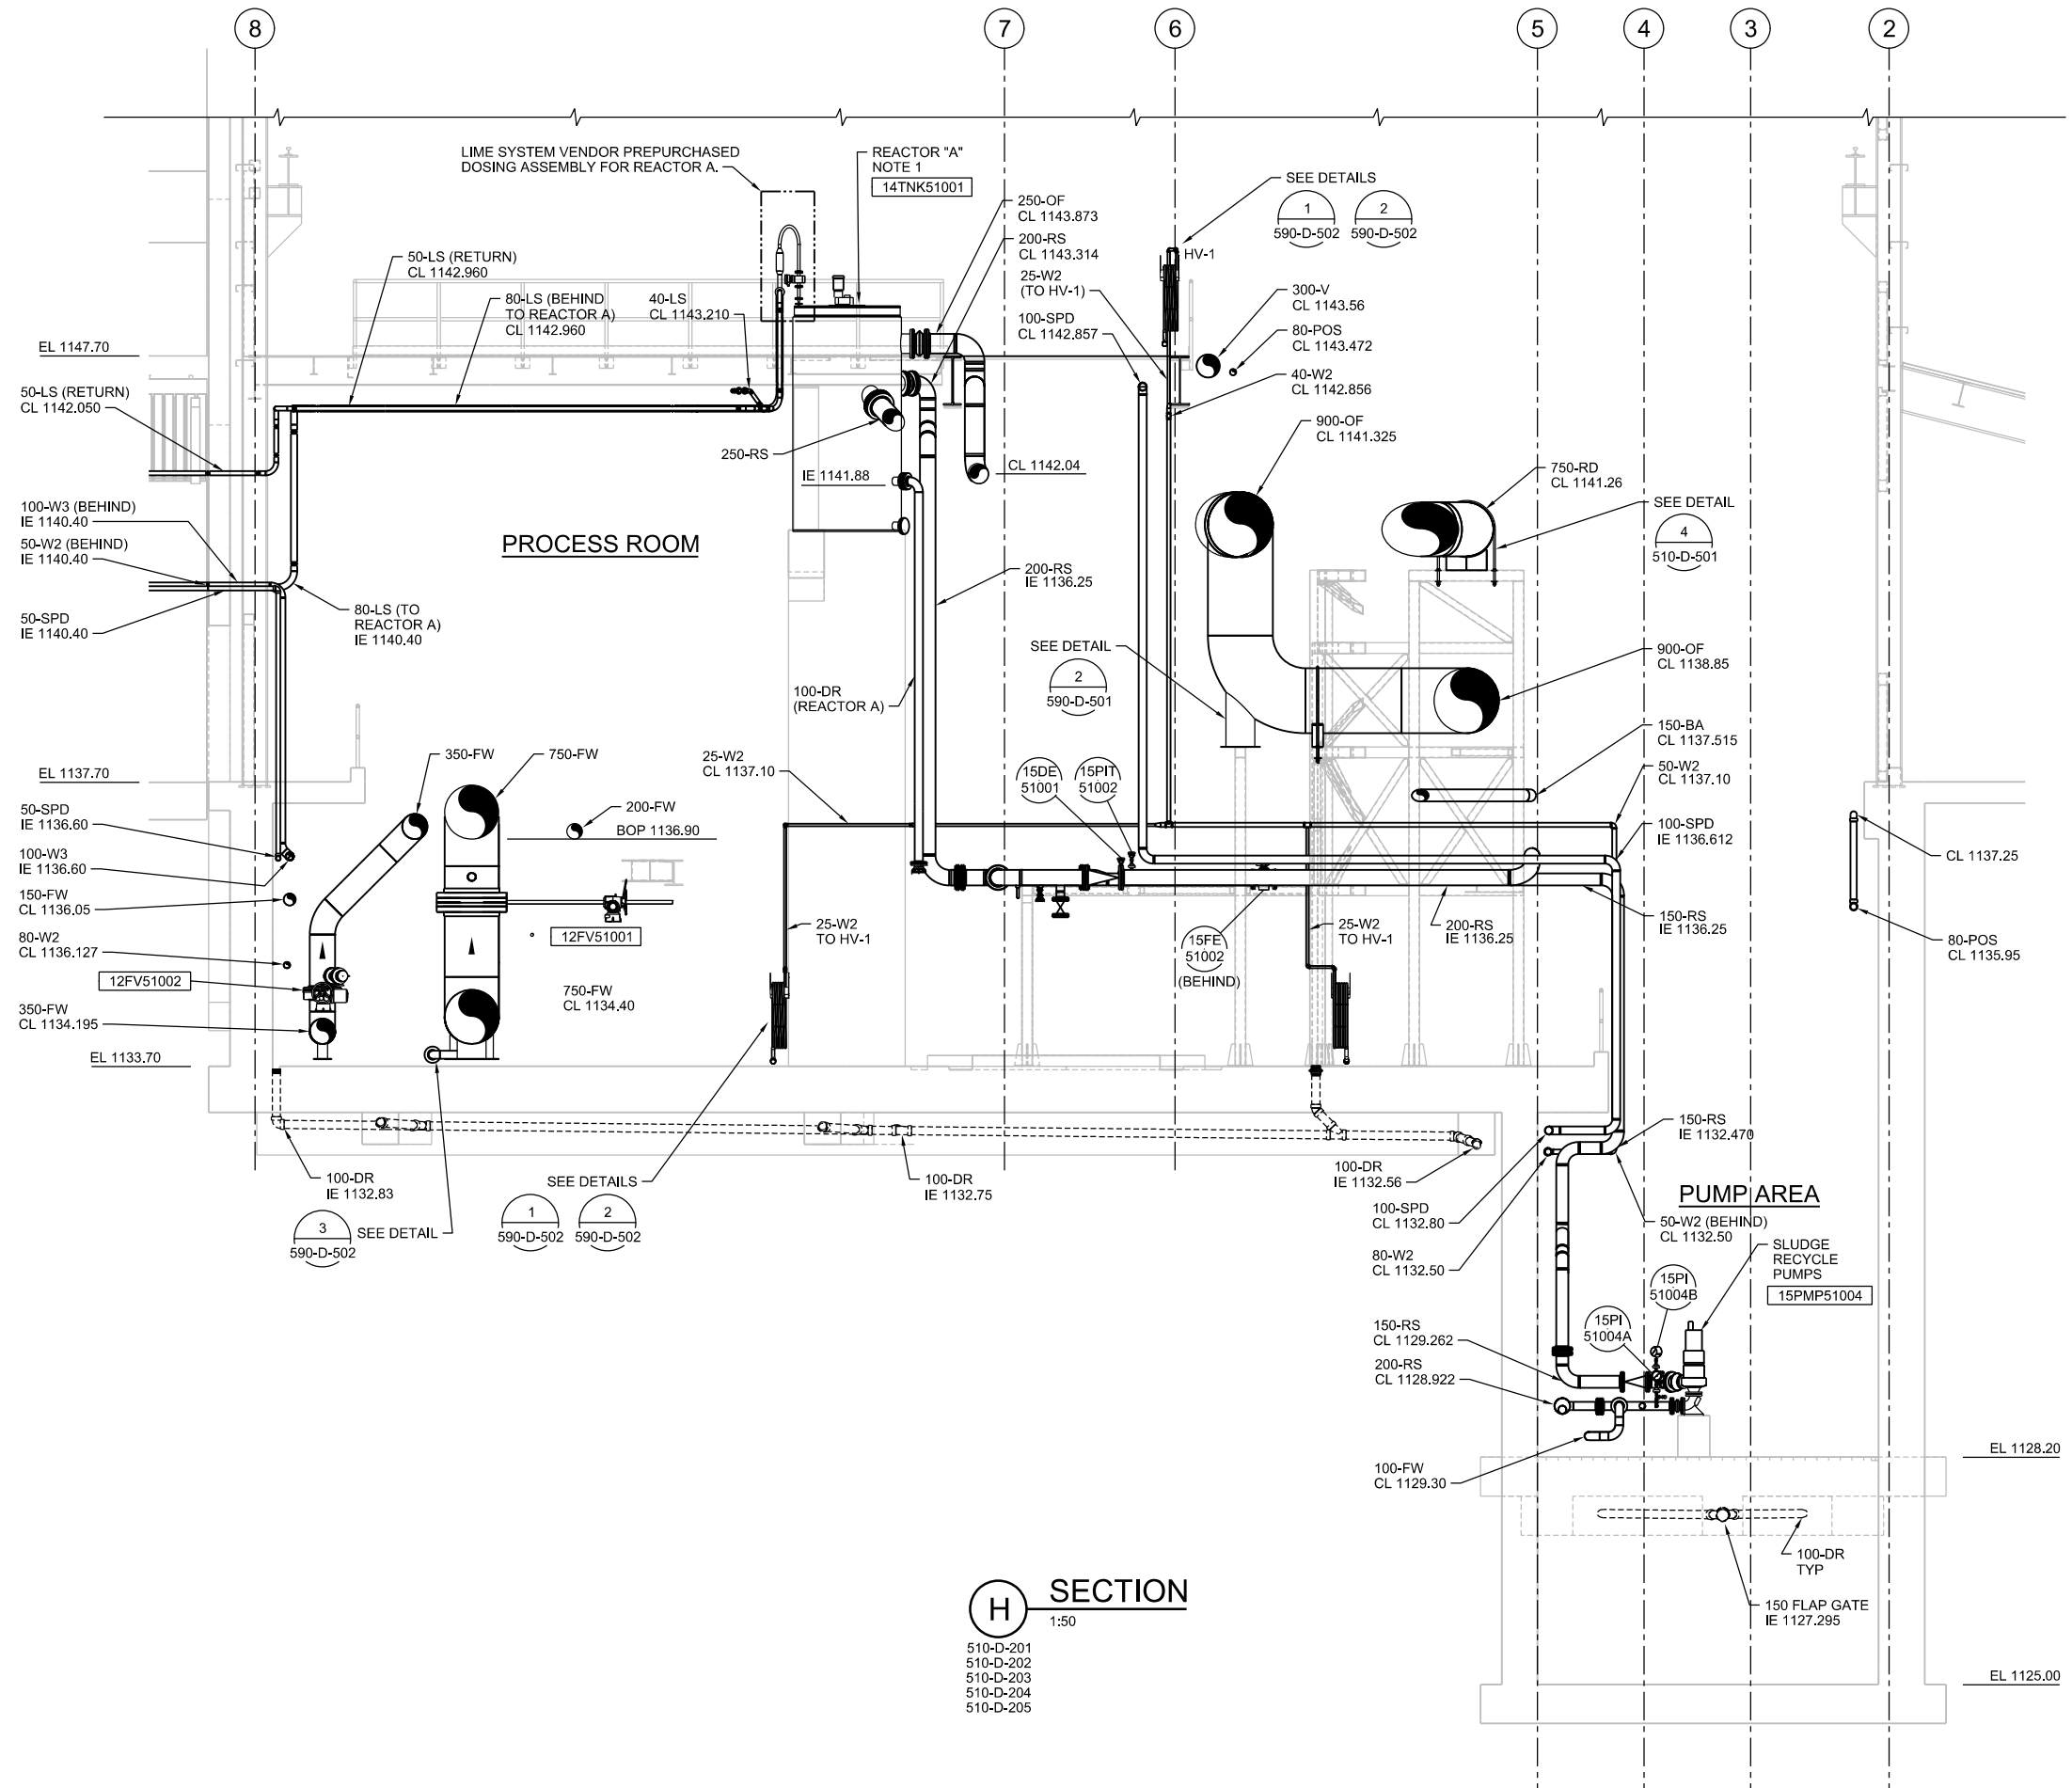 8
7
6
5
4
3
2
LIME SYSTEM VENDOR PREPURCHASED
DOSING ASSEMBLY FOR REACTOR A.
REACTOR "A"
NOTE 1
14TNK51001
SEE DETAILS
1
590-D-502
2
590-D-502
250-OF
CL 1143.873
200-RS
CL 1143.314
25-W2
(TO HV-1)
100-SPD
CL 1142.857
HV-1
300-V
CL 1143.56
80-POS
CL 1143.472
40-W2
CL 1142.856
50-LS (RETURN)
CL 1142.960
80-LS (BEHIND
TO REACTOR A)
CL 1142.960
40-LS
CL 1143.210
EL 1147.70
50-LS (RETURN)
CL 1142.050
250-RS
IE 1141.88
CL 1142.04
900-OF
CL 1141.325
750-RD
CL 1141.26
SEE DETAIL
4
510-D-501
100-W3 (BEHIND)
IE 1140.40
50-W2 (BEHIND)
IE 1140.40
50-SPD
IE 1140.40
PROCESS ROOM
80-LS (TO
REACTOR A)
IE 1140.40
200-RS
IE 1136.25
SEE DETAIL
2
590-D-501
100-DR
(REACTOR A)
900-OF
CL 1138.85
150-BA
CL 1137.515
50-W2
CL 1137.10
100-SPD
IE 1136.612
EL 1137.70
350-FW
750-FW
25-W2
CL 1137.10
15DE
51001
15PIT
51002
200-FW
BOP 1136.90
50-SPD
IE 1136.60
100-W3
IE 1136.60
150-FW
CL 1136.05
80-W2
CL 1136.127
12FV51002
350-FW
CL 1134.195
EL 1133.70
12FV51001
750-FW
CL 1134.40
25-W2
TO HV-1
15FE
51002
(BEHIND)
25-W2
TO HV-1
200-RS
IE 1136.25
150-RS
IE 1136.25
CL 1137.25
80-POS
CL 1135.95
100-DR
IE 1132.83
3
590-D-502
SEE DETAIL
SEE DETAILS
1
590-D-502
2
590-D-502
100-DR
IE 1132.75
100-DR
IE 1132.56
150-RS
IE 1132.470
100-SPD
CL 1132.80
80-W2
CL 1132.50
PUMP AREA
50-W2 (BEHIND)
CL 1132.50
SLUDGE
RECYCLE
PUMPS
15PMP51004
15PI
51004B
15PI
51004A
150-RS
CL 1129.262
200-RS
CL 1128.922
100-FW
CL 1129.30
EL 1128.20
100-DR
TYP
150 FLAP GATE
IE 1127.295
EL 1125.00
H
SECTION
1:50
510-D-201
510-D-202
510-D-203
510-D-204
510-D-205